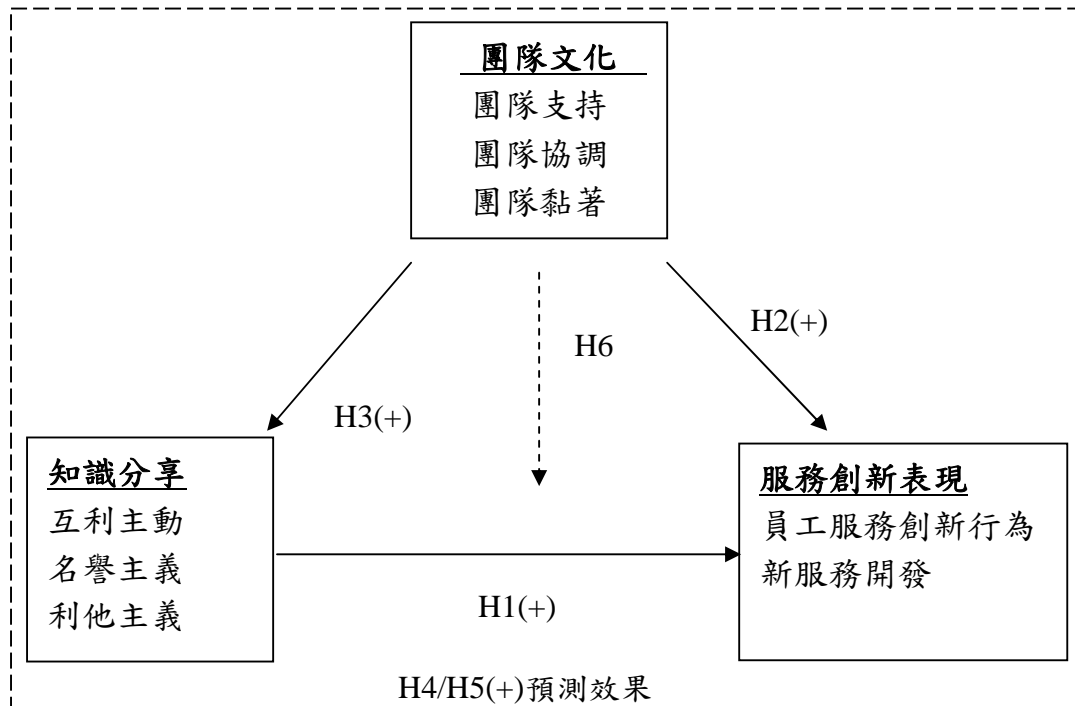 團隊文化
團隊支持
團隊協調
團隊黏著
H2(+)
H6
H3(+)
知識分享
互利主動
名譽主義
利他主義
服務創新表現
員工服務創新行為
新服務開發
H1(+)
H4/H5(+)預測效果